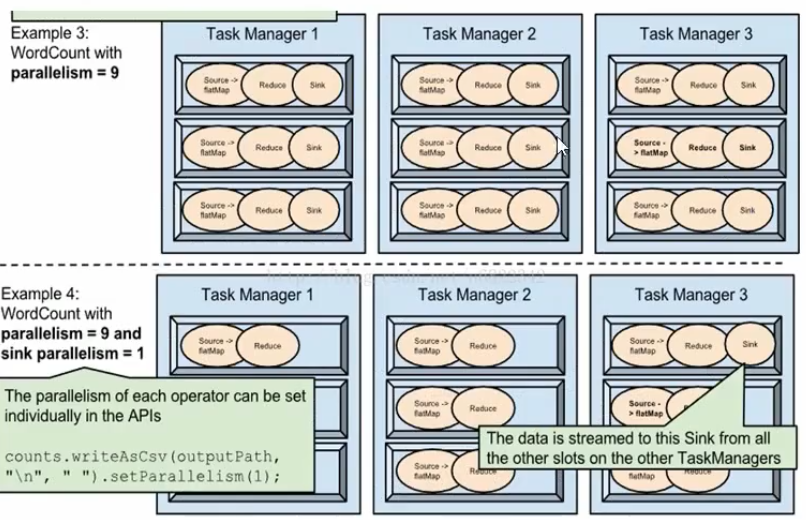 Example 3:
WordCount with
parallelism = 9
Task Manager 1
Source ->
flatMap
Reduce
Sink
Source ->
flatMap
Reduce
Sink
Source ->
flatMap
Reduce
Sink
Task Manager 2
Source ->
flatMap
Reduce
Sink
Source ->
flatMap
Reduce
Sink
Source ->
flatMap
Reduce
Sink
Task Manager 3
Source ->
flatMap
Reduce
Sink
Source -
> flatMap
Reduce
Sink
Source ->
flatMap
Reduce
Sink
Example 4:
WordCount with
parallelism = 9 and
sink parallelism = 1
The parallelism of each operator can be set
individually in the APIs
counts.writeAsCsv(outputPath,
"\n", " ").setParallelism(1);
Task Manager 1
Source ->
flatMap
Reduce
Task Manager 2
Source ->
flatMap
Reduce
Source ->
flatMap
Reduce
Source ->
flatMap
Task Manager 3
Source ->
flatMap
Reduce
Sink
Source -
> flatMap
The data is streamed to this Sink from all
the other slots on the other TaskManagers
flatMap